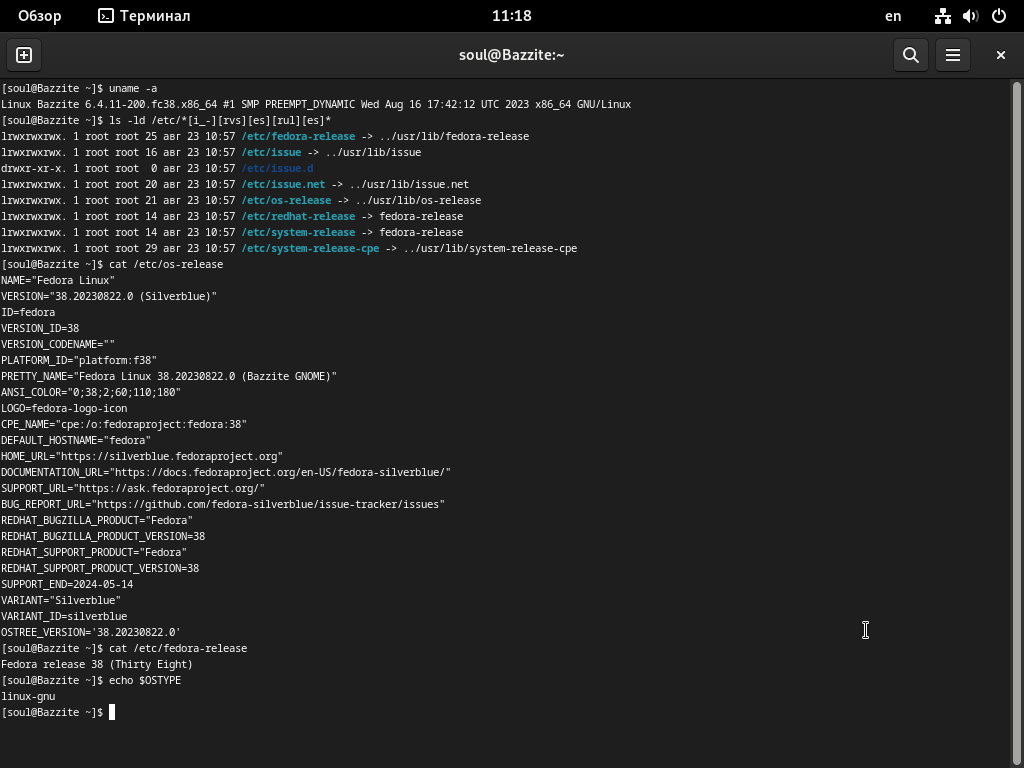 Обзор Терминал 11:18 en
soul@Bazzite:~
[soul@Bazzite ~]$ uname -a
Linux Bazzite 6.4.11-200.fc38.x86_64 #1 SMP PREEMPT_DYNAMIC Wed Aug 16 17:42:12 UTC 2023 x86_64 GNU/Linux
[soul@Bazzite ~]$ ls -ld /etc/*[i_-][rvs][es][rul][es]*
lrwxrwxrwx. 1 root root 25 авг 23 10:57 /etc/fedora-release -> ../usr/lib/fedora-release
lrwxrwxrwx. 1 root root 16 авг 23 10:57 /etc/issue -> ../usr/lib/issue
drwxr-xr-x. 1 root root  0 авг 23 10:57 /etc/issue.d
lrwxrwxrwx. 1 root root 20 авг 23 10:57 /etc/issue.net -> ../usr/lib/issue.net
lrwxrwxrwx. 1 root root 21 авг 23 10:57 /etc/os-release -> ../usr/lib/os-release
lrwxrwxrwx. 1 root root 14 авг 23 10:57 /etc/redhat-release -> fedora-release
lrwxrwxrwx. 1 root root 14 авг 23 10:57 /etc/system-release -> fedora-release
lrwxrwxrwx. 1 root root 29 авг 23 10:57 /etc/system-release-cpe -> ../usr/lib/system-release-cpe
[soul@Bazzite ~]$ cat /etc/os-release
NAME="Fedora Linux"
VERSION="38.20230822.0 (Silverblue)"
ID=fedora
VERSION_ID=38
VERSION_CODENAME=""
PLATFORM_ID="platform:f38"
PRETTY_NAME="Fedora Linux 38.20230822.0 (Bazzite GNOME)"
ANSI_COLOR="0;38;2;60;110;180"
LOGO=fedora-logo-icon
CPE_NAME="cpe:/o:fedoraproject:fedora:38"
DEFAULT_HOSTNAME="fedora"
HOME_URL="https://silverblue.fedoraproject.org"
DOCUMENTATION_URL="https://docs.fedoraproject.org/en-US/fedora-silverblue/"
SUPPORT_URL="https://ask.fedoraproject.org/"
BUG_REPORT_URL="https://github.com/fedora-silverblue/issue-tracker/issues"
REDHAT_BUGZILLA_PRODUCT="Fedora"
REDHAT_BUGZILLA_PRODUCT_VERSION=38
REDHAT_SUPPORT_PRODUCT="Fedora"
REDHAT_SUPPORT_PRODUCT_VERSION=38
SUPPORT_END=2024-05-14
VARIANT="Silverblue"
VARIANT_ID=silverblue
OSTREE_VERSION='38.20230822.0'
[soul@Bazzite ~]$ cat /etc/fedora-release
Fedora release 38 (Thirty Eight)
[soul@Bazzite ~]$ echo $OSTYPE
linux-gnu
[soul@Bazzite ~]$